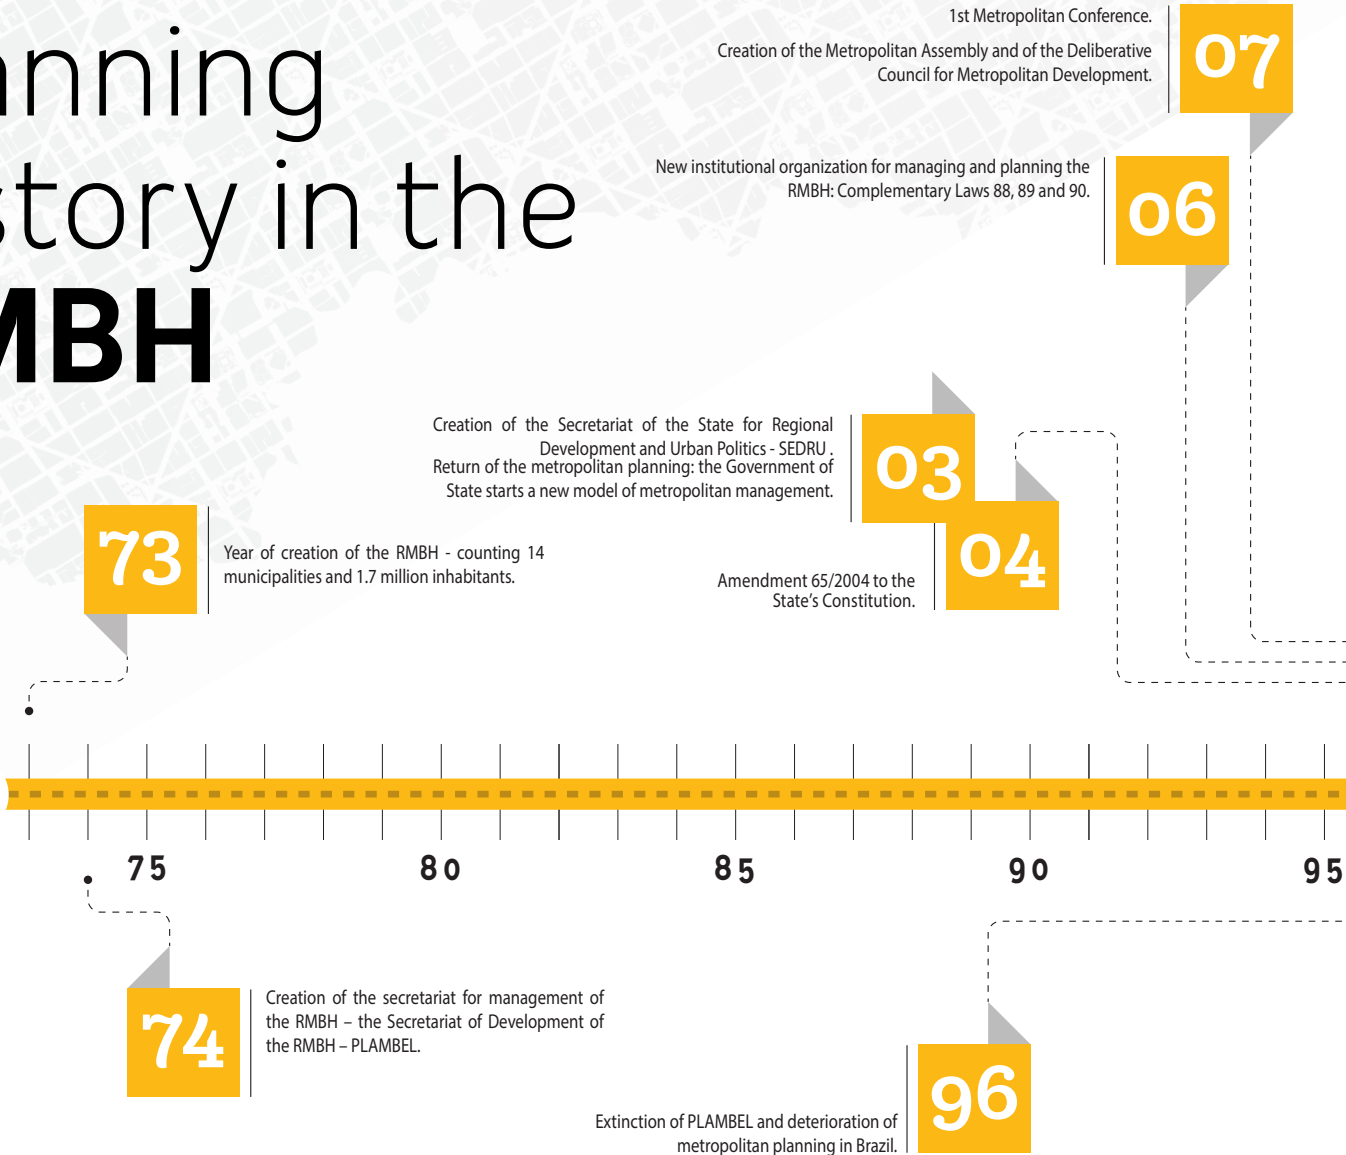 anning
story in the
MBH
1st Metropolitan Conference.
Creation of the Metropolitan Assembly and of the Deliberative
Council for Metropolitan Development.
07
New institutional organization for managing and planning the
RMBH: Complementary Laws 88, 89 and 90.
06
Creation of the Secretariat of the State for Regional
Development and Urban Politics - SEDRU .
Return of the metropolitan planning: the Government of
State starts a new model of metropolitan management.
03
Amendment 65/2004 to the
State's Constitution.
04
73
Year of creation of the RMBH - counting 14
municipalities and 1.7 million inhabitants.
75
80
85
90
95
74
Creation of the secretariat for management of
the RMBH – the Secretariat of Development of
the RMBH – PLAMBEL.
Extinction of PLAMBEL and deterioration of
metropolitan planning in Brazil.
96